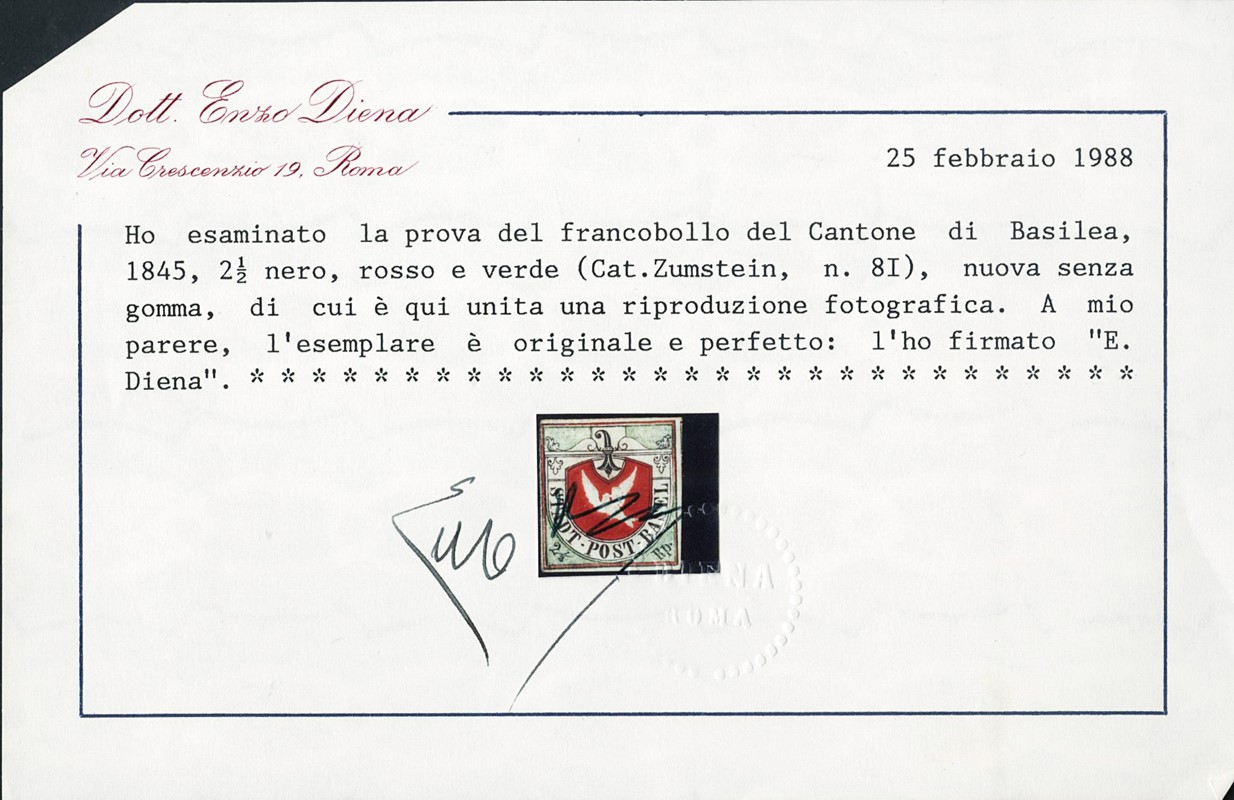 Dott. Enzo Diena
Via Crescenzio 19, Roma
25 febbraio 1988
Ho esaminato la prova del francobollo del Cantone di Basilea,
1845, 2½ nero, rosso e verde (Cat.Zumstein, n. 8I), nuova senza
gomma, di cui è qui unita una riproduzione fotografica. A mio
parere, l'esemplare è originale e perfetto: l'ho firmato "E.
Diena". * * * * * * * * * * * * * * * * * * * * * * * * * * * * *
STADT·POST·BASEL
2½ Rp.
DIENA
ROMA